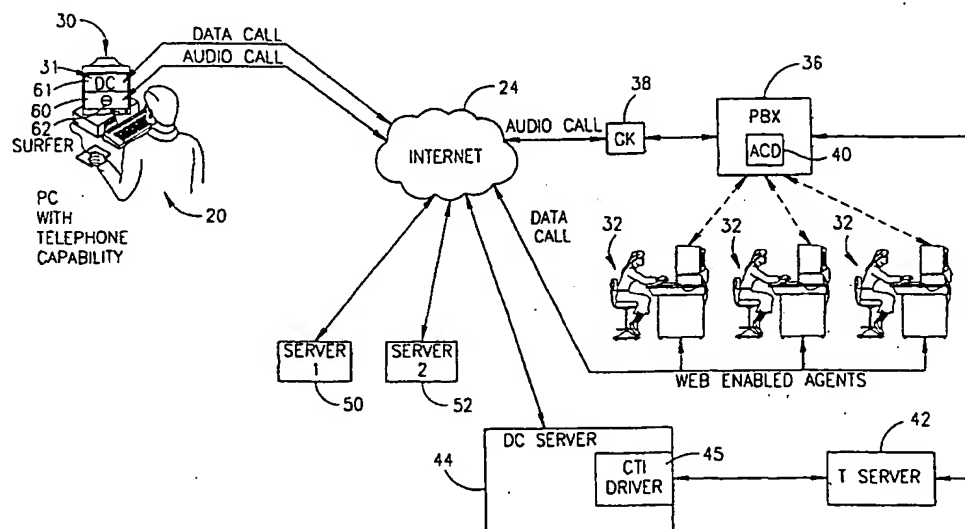 30
DATA CALL
AUDIO CALL
31
61
DC
60
62
SURFER
20
PC
WITH
TELEPHONE
CAPABILITY
24
INTERNET
AUDIO CALL
38
GK
36
PBX
ACD
40
DATA
CALL
32
32
32
WEB ENABLED AGENTS
SERVER
1
50
SERVER
2
52
DC SERVER
44
CTI
DRIVER
45
42
T SERVER